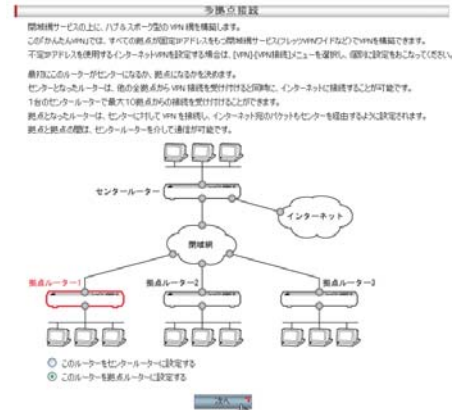 多拠点接続
閉域網サービスの上に、ハブ&スポーク型の VPN 網を構築します。
この「かんたんVPN」では、すべての拠点が固定IPアドレスをもつ閉域網サービス(フレッツVPNワイドなど)でVPNを構築できます。
不定IPアドレスを使用するインターネットVPNを設定する場合は、[VPN]-[VPN接続]メニューを選択し、個別に設定をおこなってください。
最初にこのルーターがセンターになるか、拠点になるかを決めます。
センターとなったルーターは、他の全拠点から VPN 接続を受け付けると同時に、インターネットに接続することが可能です。
1台のセンタールーターで最大10拠点からの接続を受け付けることができます。
拠点となったルーターは、センターに対して VPN を接続し、インターネット宛のパケットもセンターを経由するように設定されます。
拠点と拠点の間は、センタールーターを介して通信が可能です。
センタールーター
インターネット
閉域網
拠点ルーター1
拠点ルーター2
拠点ルーター3
このルーターをセンタールーターに設定する
このルーターを拠点ルーターに設定する
次へ